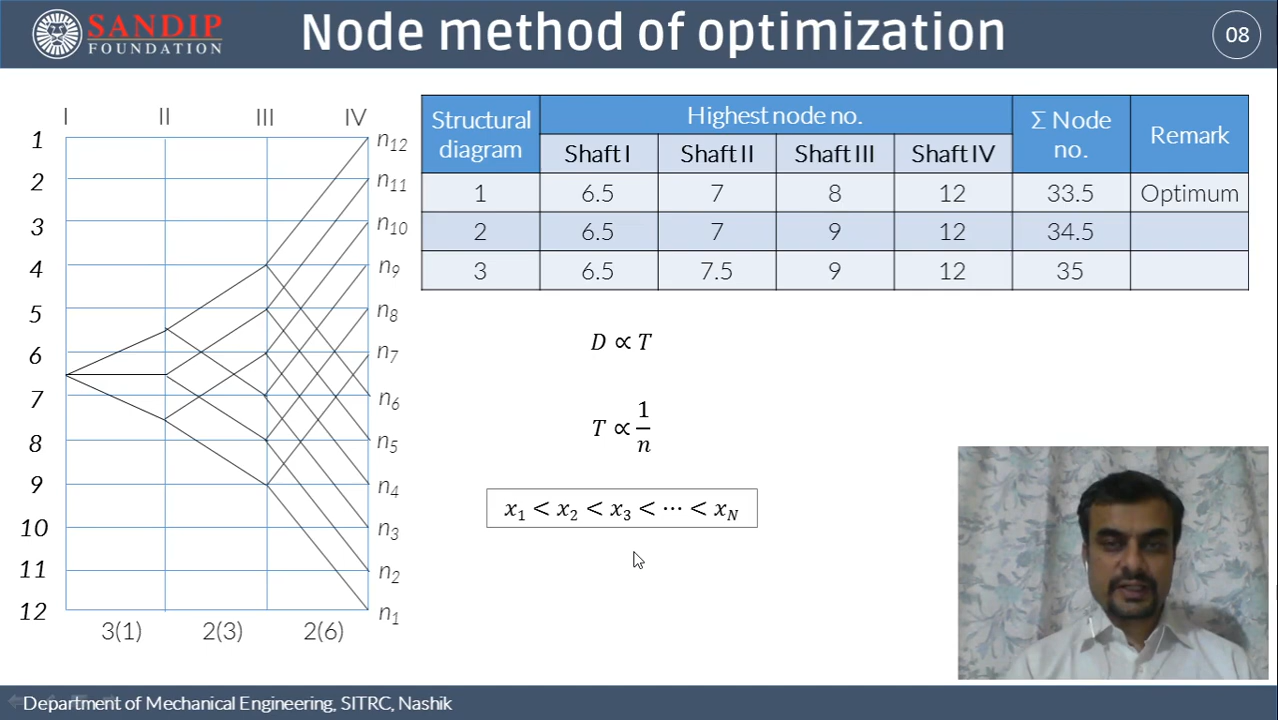 SANDIP
FOUNDATION
Node method of optimization
08
I II III IV
1
2
3
4
5
6
7
8
9
10
11
12
n12
n11
n10
n9
n8
n7
n6
n5
n4
n3
n2
n1
3(1) 2(3) 2(6)
Structural diagram Highest node no. Σ Node no. Remark
Shaft I Shaft II Shaft III Shaft IV
1 6.5 7 8 12 33.5 Optimum
2 6.5 7 9 12 34.5
3 6.5 7.5 9 12 35
D ∝ T
T ∝ 1/n
x1 < x2 < x3 < ⋯ < xN
Department of Mechanical Engineering, SITRC, Nashik